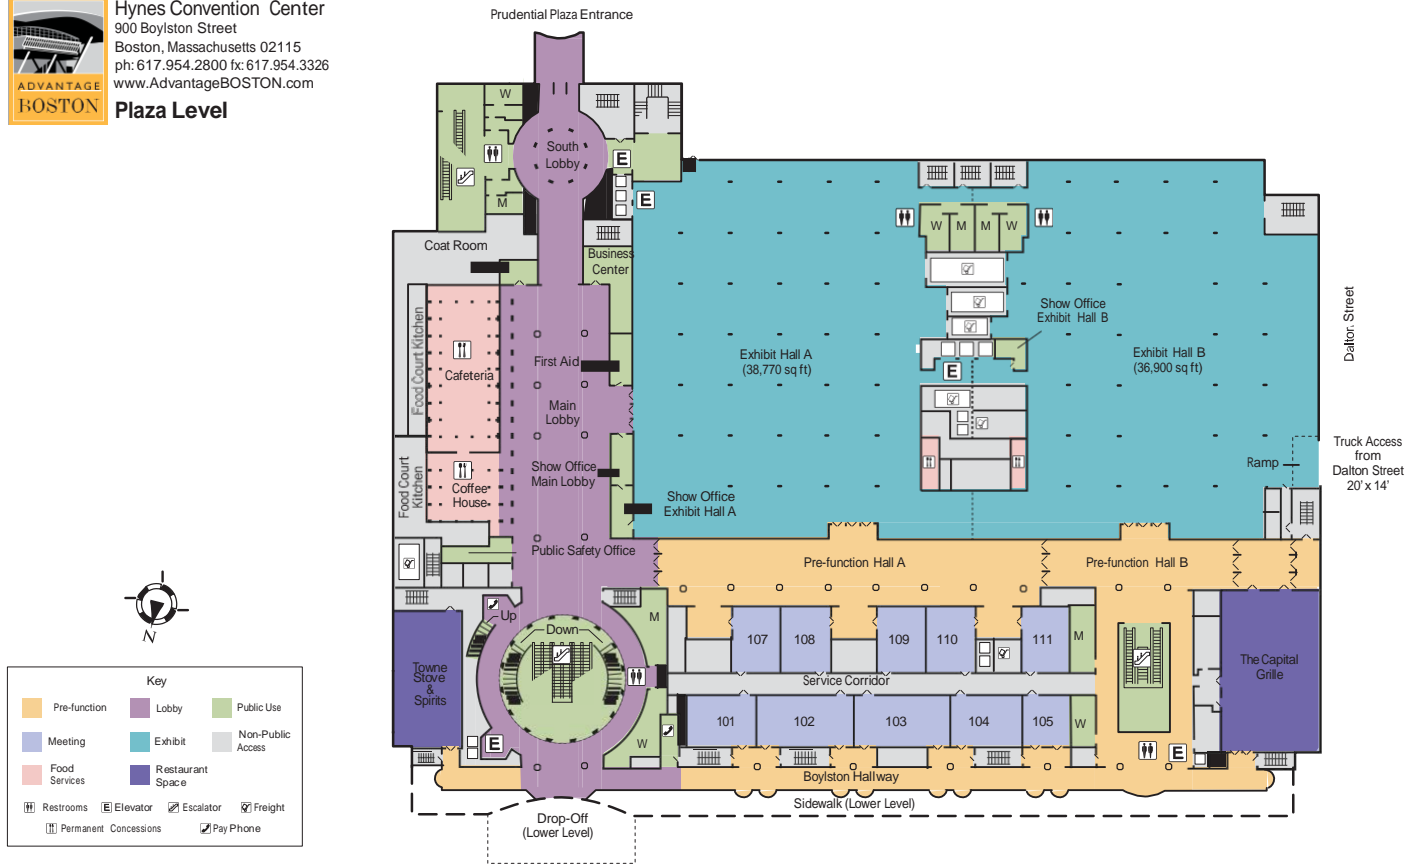 Hynes Convention Center
900 Boylston Street
Boston, Massachusetts 02115
ph: 617.954.2800 fx: 617.954.3326
www.AdvantageBOSTON.com
Plaza Level
ADVANTAGE
BOSTON
Prudential Plaza Entrance
W
South
Lobby
E
M
E
Coat Room
Business
Center
W M M W
Show Office
Exhibit Hall B
Food Court Kitchen
First Aid
Cafeteria
Exhibit Hall A
(38,770 sq ft)
Exhibit Hall B
(36,900 sq ft)
E
Dalton Street
Main
Lobby
Food Court
Kitchen
Coffee
House
Show Office
Main Lobby
Show Office
Exhibit Hall A
Ramp
Truck Access
from
Dalton Street
20' x 14'
Public Safety Office
Pre-function Hall A
Pre-function Hall B
N
Up
Down
M
107
108
109
110
111
M
Towne
Stove
&
Spirits
The Capital
Grille
Service Corridor
101
102
103
104
105
W
W
E
E
Boylston Hallway
Sidewalk (Lower Level)
Drop-Off
(Lower Level)
Key
Pre-function
Lobby
Public Use
Meeting
Exhibit
Non-Public
Access
Food
Services
Restaurant
Space
Restrooms
E Elevator
Escalator
Freight
Permanent Concessions
Pay Phone